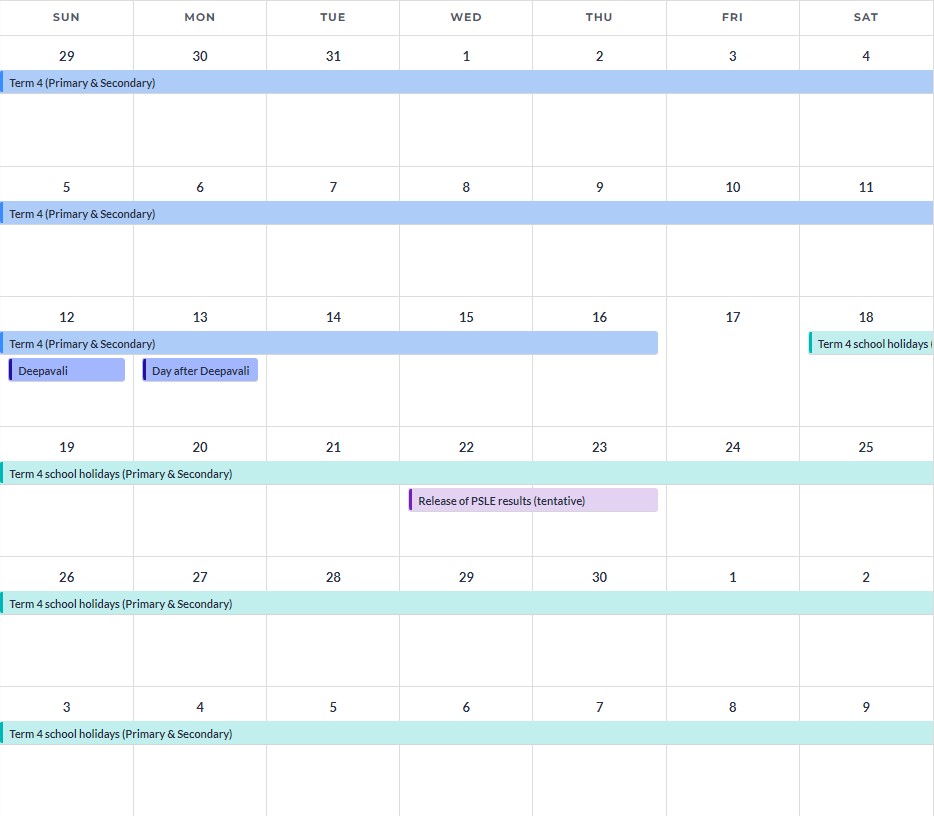 SUN MON TUE WED THU FRI SAT
29 30 31 1 2 3 4
Term 4 (Primary & Secondary)
5 6 7 8 9 10 11
Term 4 (Primary & Secondary)
12 13 14 15 16 17 18
Term 4 (Primary & Secondary) Term 4 school holidays (
Deepavali Day after Deepavali
19 20 21 22 23 24 25
Term 4 school holidays (Primary & Secondary)
Release of PSLE results (tentative)
26 27 28 29 30 1 2
Term 4 school holidays (Primary & Secondary)
3 4 5 6 7 8 9
Term 4 school holidays (Primary & Secondary)